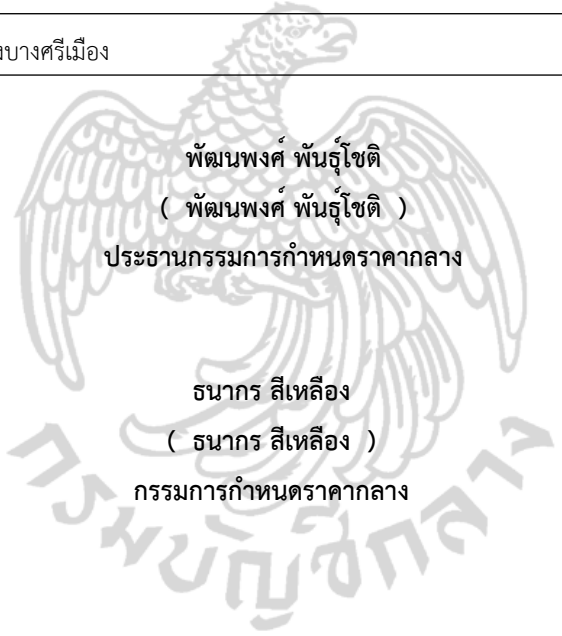 งบางศรีเมือง
พัฒนพงศ์ พันธุ์โชติ
( พัฒนพงศ์ พันธุ์โชติ )
ประธานกรรมการกำหนดราคากลาง
ธนากร สีเหลือง
( ธนากร สีเหลือง )
กรรมการกำหนดราคากลาง
กรมบัญชีกลาง